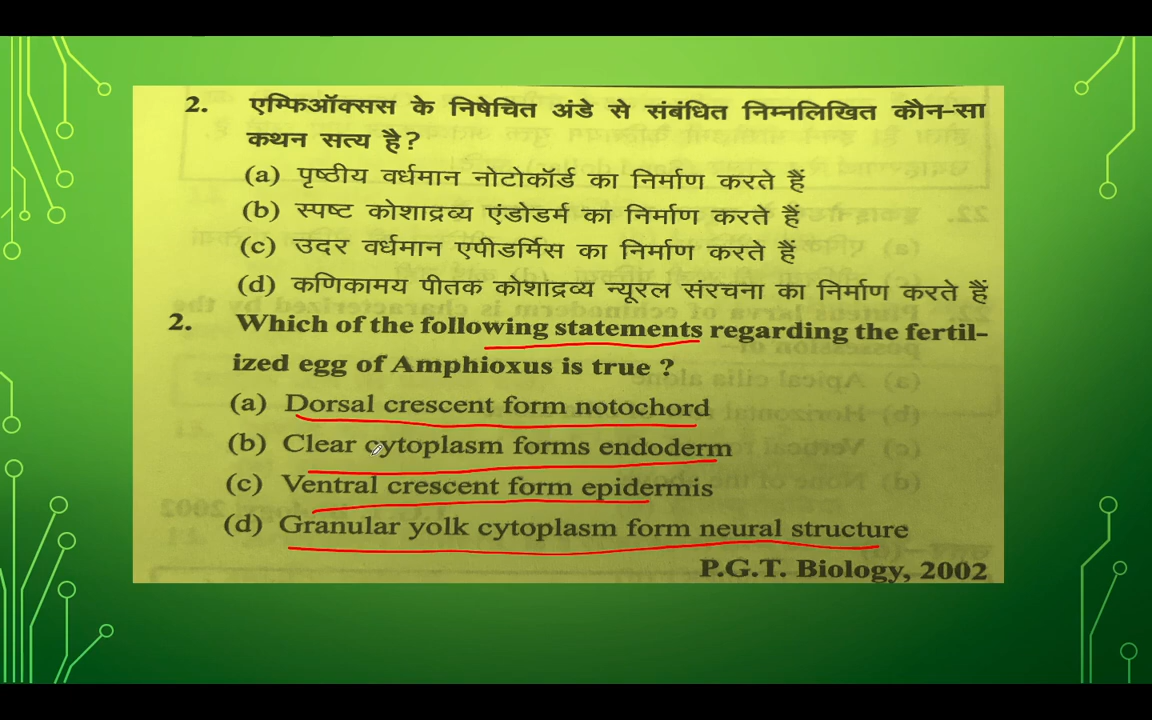 2. एम्फिऑक्सस के निषेचित अंडे से संबंधित निम्नलिखित कौन-सा
कथन सत्य है?
(a) पृष्ठीय वर्धमान नोटोकॉर्ड का निर्माण करते हैं
(b) स्पष्ट कोशाद्रव्य एंडोडर्म का निर्माण करते हैं
(c) उदर वर्धमान एपीडर्मिस का निर्माण करते हैं
(d) कणिकामय पीतक कोशाद्रव्य न्यूरल संरचना का निर्माण करते हैं
2. Which of the following statements regarding the fertil-
ized egg of Amphioxus is true ?
(a) Dorsal crescent form notochord
(b) Clear cytoplasm forms endoderm
(c) Ventral crescent form epidermis
(d) Granular yolk cytoplasm form neural structure
P.G.T. Biology, 2002